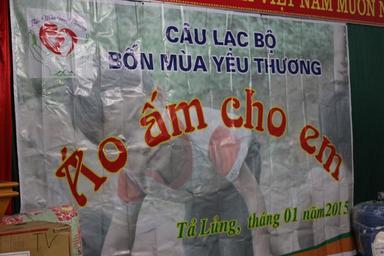 VIỆT NAM MUÔN N
CÂU LẠC BỘ
BỐN MÙA YÊU THƯƠNG
Áo ấm cho em
Tả Lủng, tháng 01 năm 2015
TV